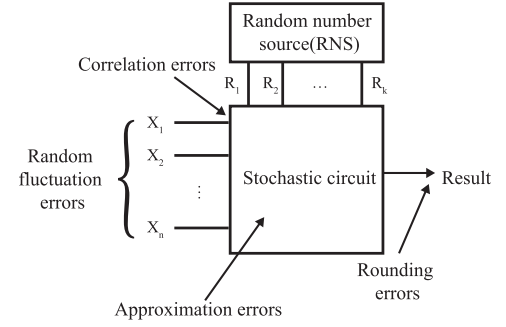 Random number
source(RNS)
Correlation errors
R1 R2 ... Rk
X1
Random
fluctuation
errors
X2
Stochastic circuit
Result
⋮
Xn
Rounding
errors
Approximation errors